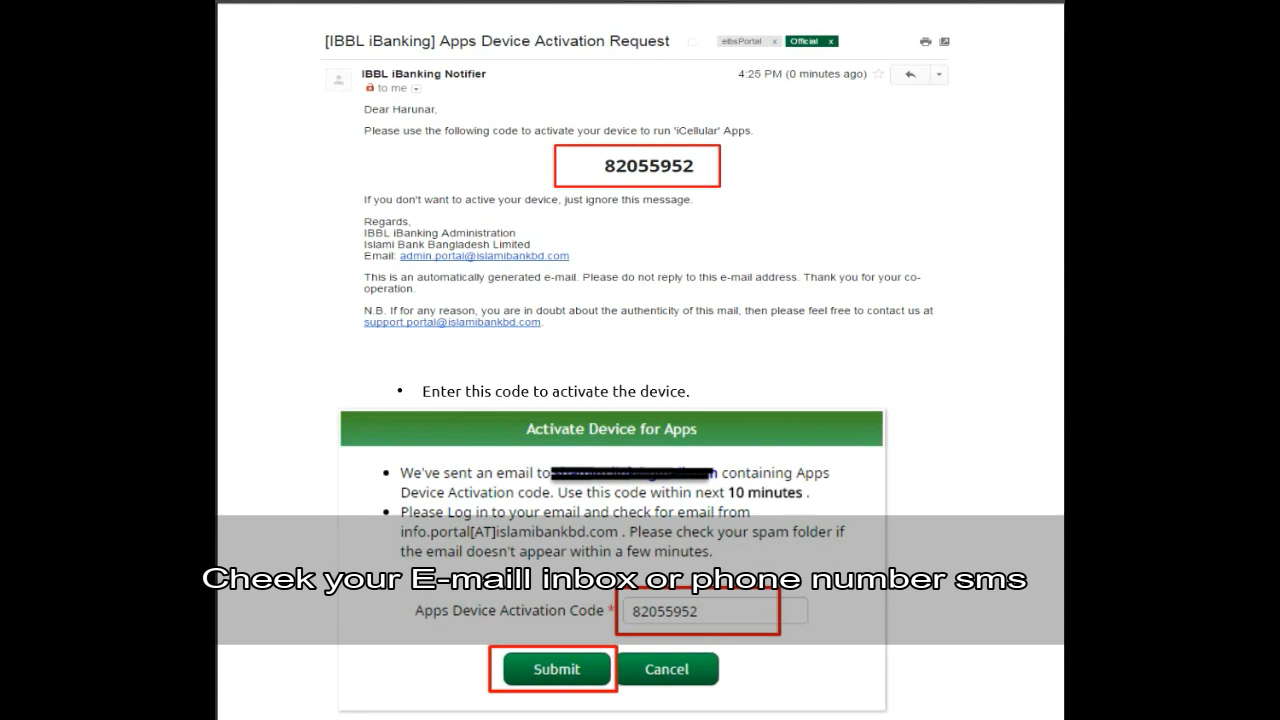 [IBBL iBanking] Apps Device Activation Request
eibsPortal x
Official x
IBBL iBanking Notifier
4:25 PM (0 minutes ago)
to me
Dear Harunar,
Please use the following code to activate your device to run 'iCellular' Apps.
82055952
If you don't want to active your device, just ignore this message.
Regards,
IBBL iBanking Administration
Islami Bank Bangladesh Limited
Email: admin.portal@islamibankbd.com
This is an automatically generated e-mail. Please do not reply to this e-mail address. Thank you for your co-
operation.
N.B. If for any reason, you are in doubt about the authenticity of this mail, then please feel free to contact us at
support.portal@islamibankbd.com.
• Enter this code to activate the device.
Activate Device for Apps
• We've sent an email to containing Apps
Device Activation code. Use this code within next 10 minutes .
• Please Log in to your email and check for email from
info.portal[AT]islamibankbd.com . Please check your spam folder if
the email doesn't appear within a few minutes.
Cheek your E-maill inbox or phone number sms
Apps Device Activation Code * 82055952
Submit
Cancel